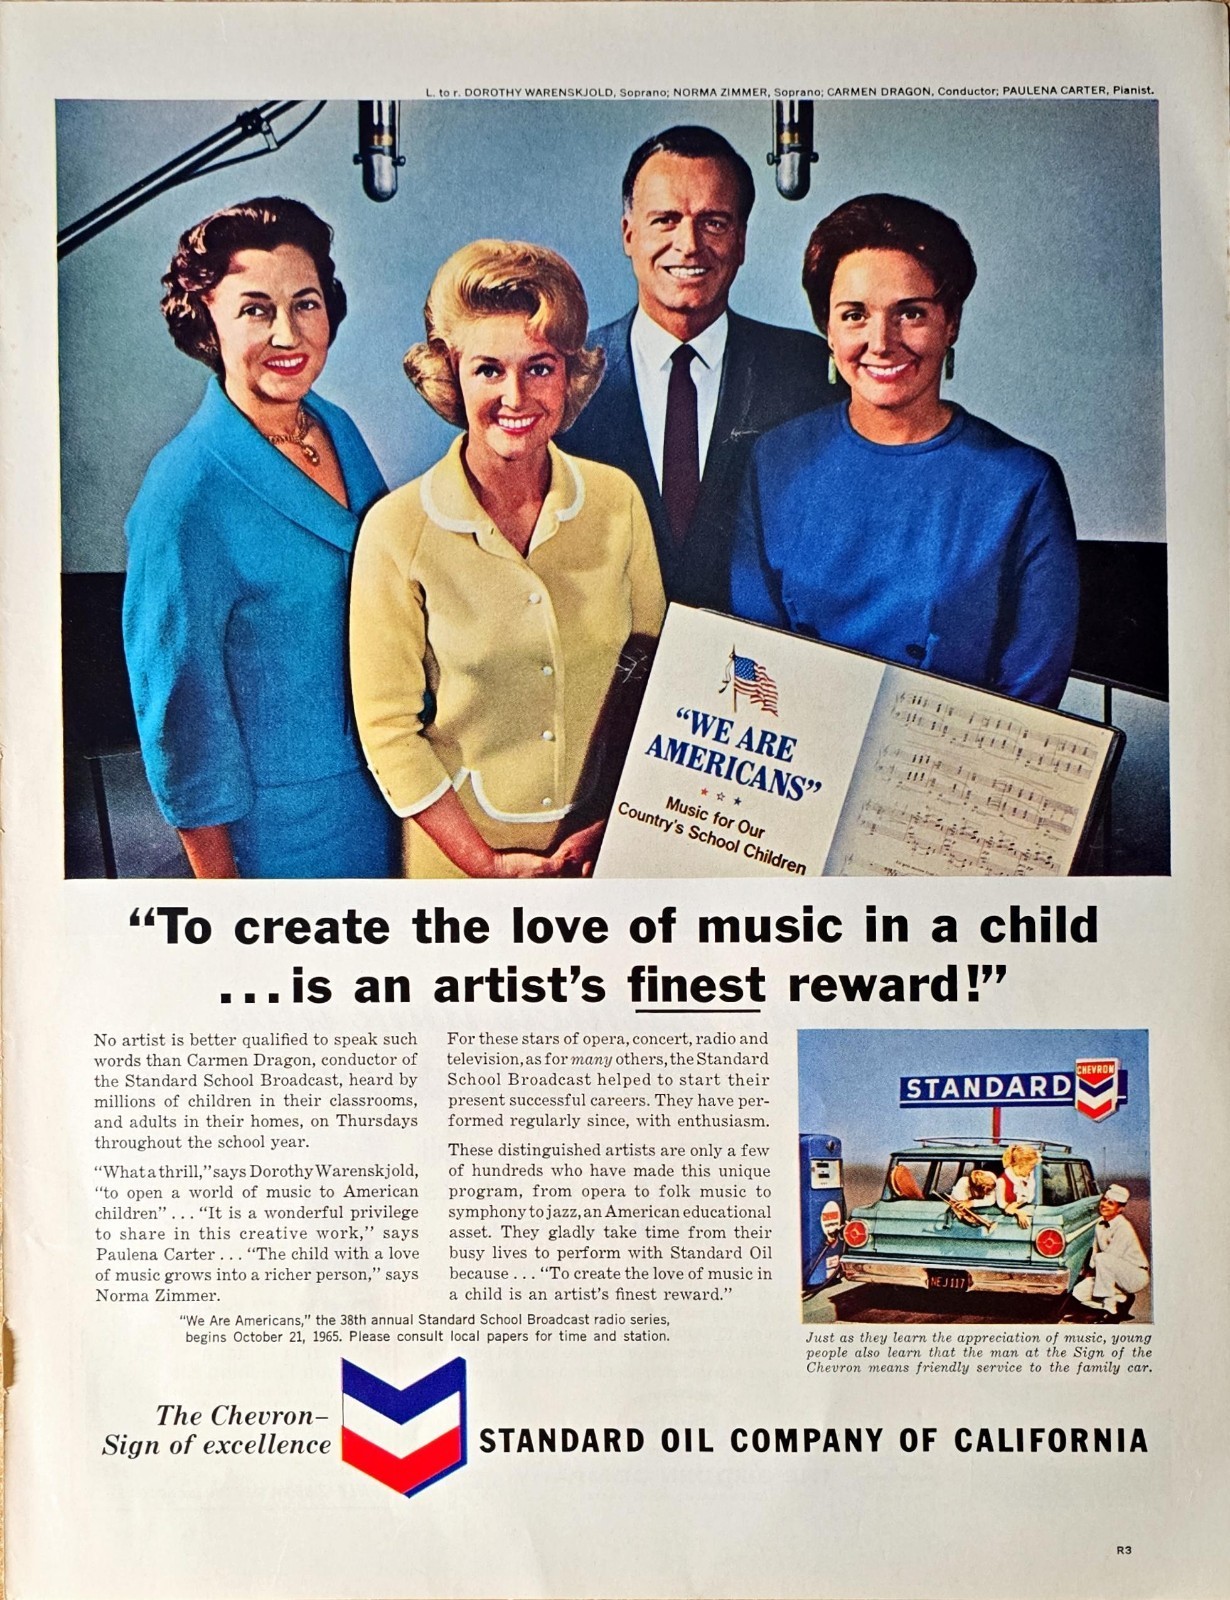 L. to r. DOROTHY WARENSKJOLD, Soprano; NORMA ZIMMER, Soprano; CARMEN DRAGON, Conductor; PAULENA CARTER, Pianist.
“WE ARE
AMERICANS”
Music for Our
Country's School Children
“To create the love of music in a child
...is an artist's finest reward!”
No artist is better qualified to speak such
words than Carmen Dragon, conductor of
the Standard School Broadcast, heard by
millions of children in their classrooms,
and adults in their homes, on Thursdays
throughout the school year.
“What a thrill,” says Dorothy Warenskjold,
“to open a world of music to American
children” . . . “It is a wonderful privilege
to share in this creative work,” says
Paulena Carter . . . “The child with a love
of music grows into a richer person,” says
Norma Zimmer.
For these stars of opera, concert, radio and
television, as for many others, the Standard
School Broadcast helped to start their
present successful careers. They have per-
formed regularly since, with enthusiasm.
These distinguished artists are only a few
of hundreds who have made this unique
program, from opera to folk music to
symphony to jazz, an American educational
asset. They gladly take time from their
busy lives to perform with Standard Oil
because . . . “To create the love of music in
a child is an artist's finest reward.”
“We Are Americans,” the 38th annual Standard School Broadcast radio series,
begins October 21, 1965. Please consult local papers for time and station.
CHEVRON
STANDARD
NEJ 117
Just as they learn the appreciation of music, young
people also learn that the man at the Sign of the
Chevron means friendly service to the family car.
The Chevron–
Sign of excellence
STANDARD OIL COMPANY OF CALIFORNIA
R3